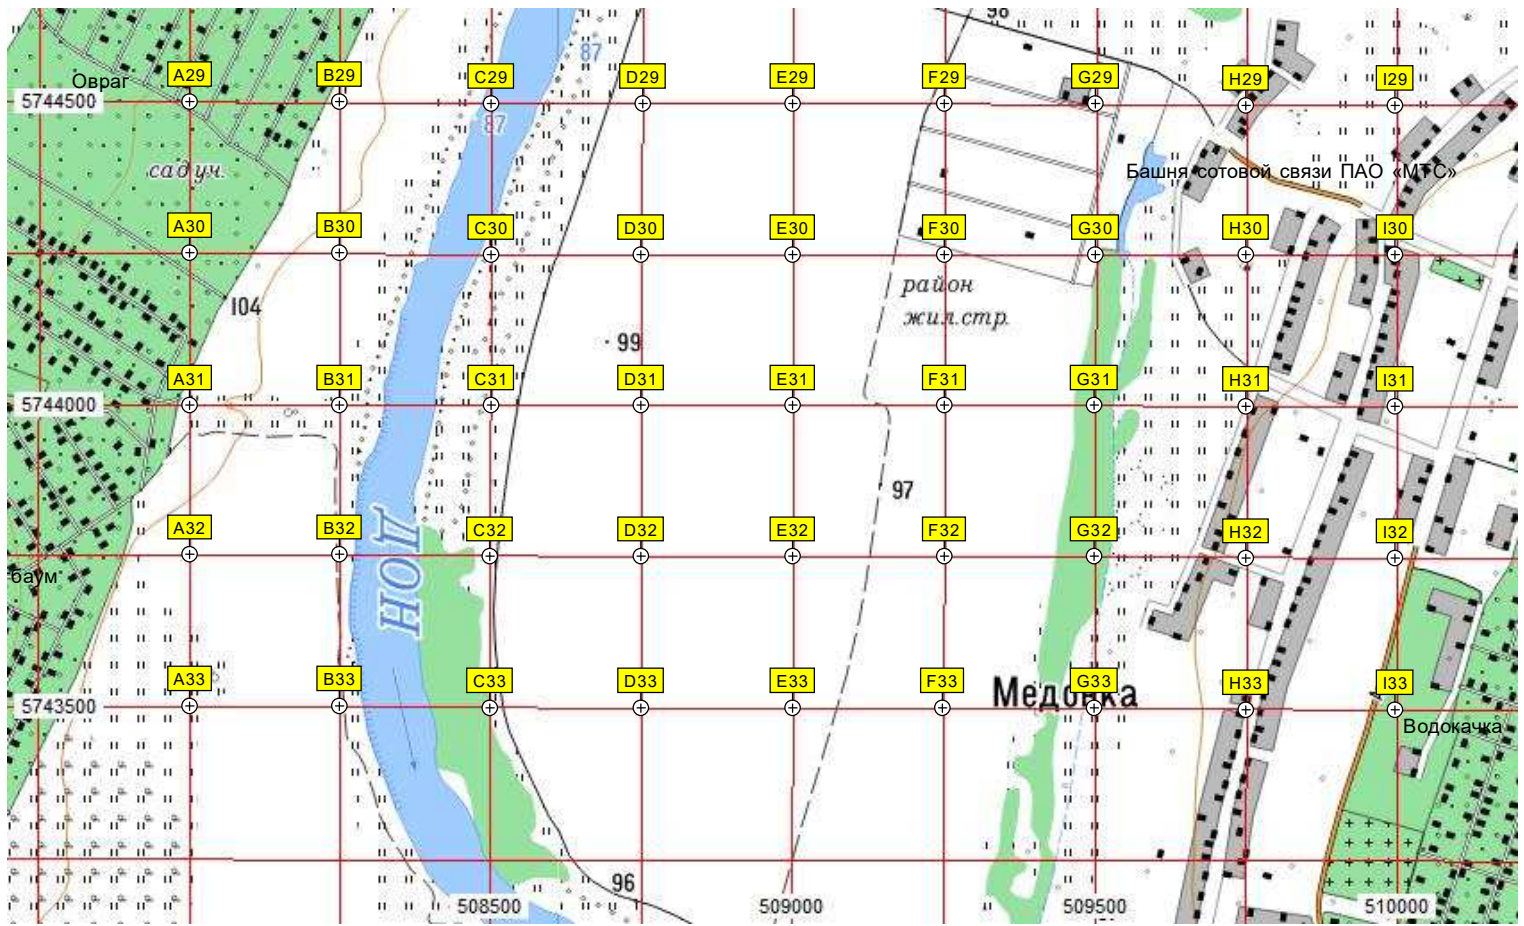 98
87
Овраг
A29 B29 C29 D29 E29 F29 G29 H29 I29
5744500
87
сад уч.
Башня сотовой связи ПАО «МТС»
A30 B30 C30 D30 E30 F30 G30 H30 I30
район
104
жил.стр.
99
A31 B31 C31 D31 E31 F31 G31 H31 I31
5744000
97
A32 B32 C32 D32 E32 F32 G32 H32 I32
баум
ДОН
A33 B33 C33 D33 E33 F33 G33 H33 I33
Медовка
5743500
Водокачка
96
508500 509000 509500 510000